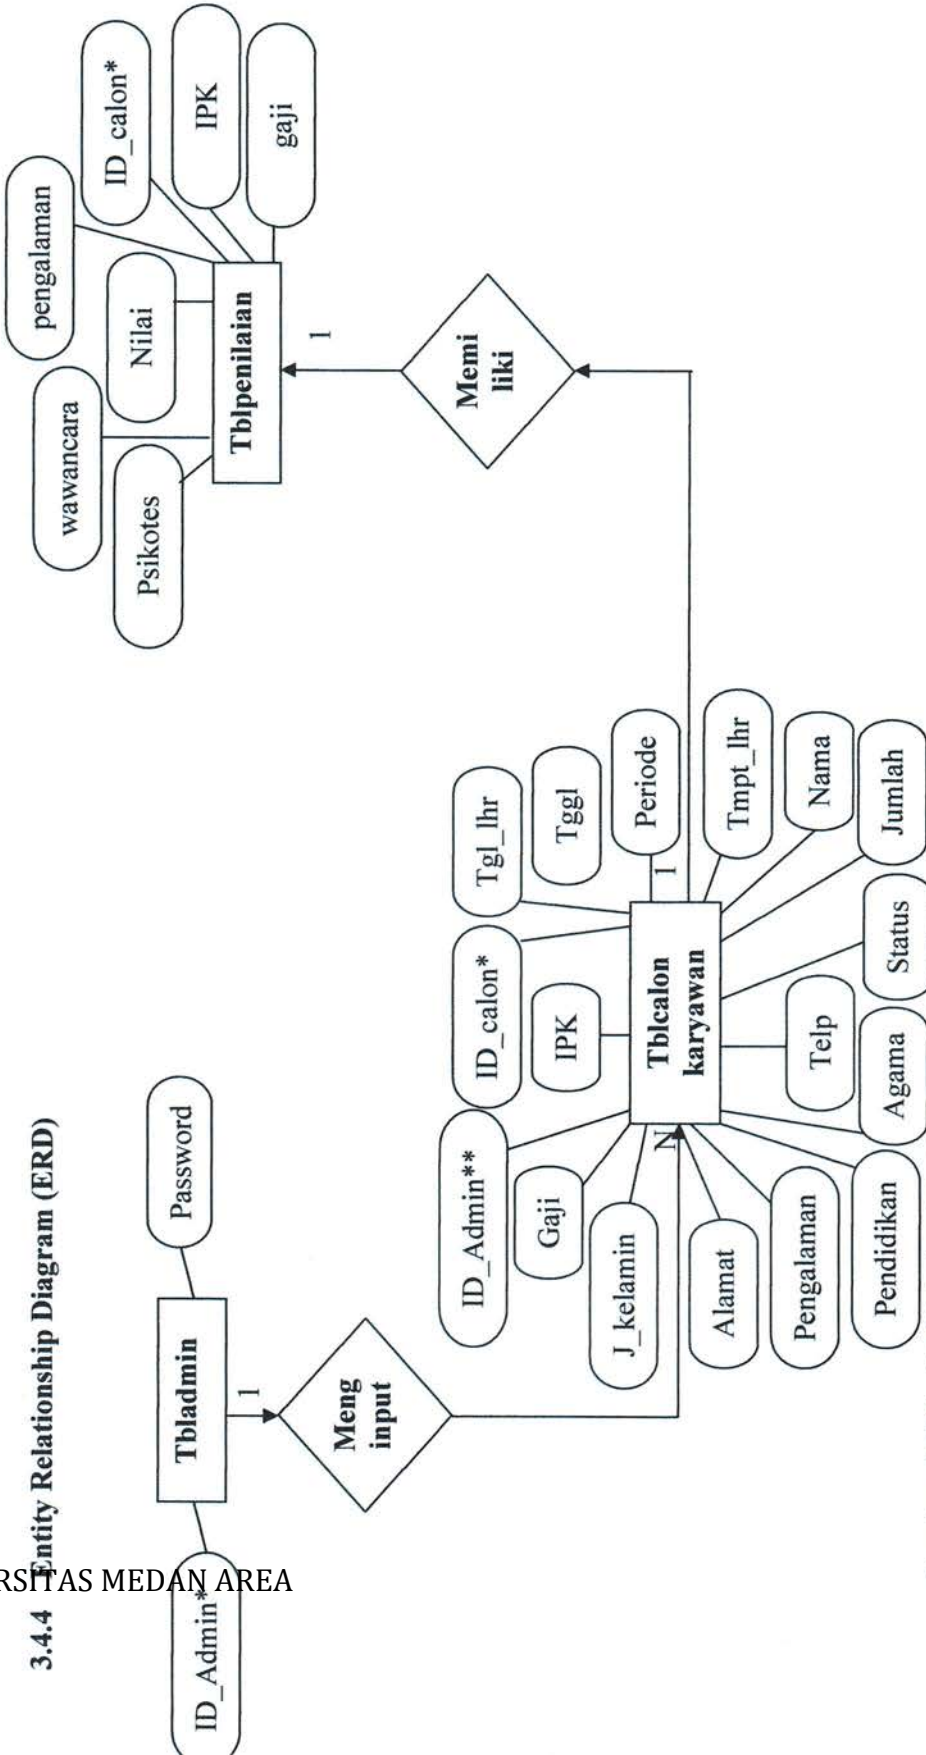 3.4.4 Entity Relationship Diagram (ERD)
RSITAS MEDAN AREA
ID_Admin*
Tbladmin
Password
1
Meng
input
ID_Admin**
Gaji
J_kelamin
Alamat
Pengalaman
Pendidikan
N
ID_calon*
IPK
Tgl_lhr
Tggl
Periode
1
Tblcalon
karyawan
Tmpt_lhr
Nama
Jumlah
Status
Telp
Agama
Memi
liki
1
Tblpenilaian
Psikotes
wawancara
Nilai
pengalaman
ID_calon*
IPK
gaji